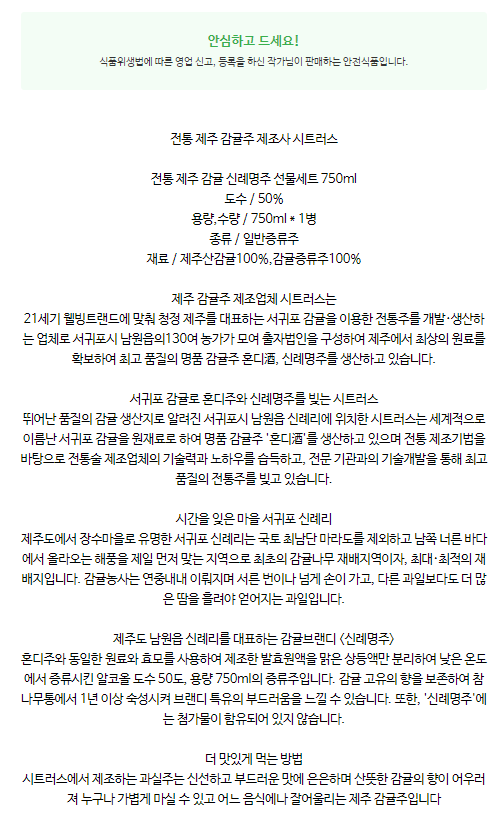 안심하고 드세요!
식품위생법에 따른 영업 신고, 등록을 하신 작가님이 판매하는 안전식품입니다.
전통 제주 감귤주 제조사 시트러스
전통 제주 감귤 신례명주 선물세트 750ml
도수 / 50%
용량,수량 / 750ml * 1병
종류 / 일반증류주
재료 / 제주산감귤100%,감귤증류주100%
제주 감귤주 제조업체 시트러스는
21세기 웰빙트랜드에 맞춰 청정 제주를 대표하는 서귀포 감귤을 이용한 전통주를 개발·생산하
는 업체로 서귀포시 남원읍의130여 농가가 모여 출자법인을 구성하여 제주에서 최상의 원료를
확보하여 최고 품질의 명품 감귤주 혼디酒, 신례명주를 생산하고 있습니다.
서귀포 감귤로 혼디주와 신례명주를 빚는 시트러스
뛰어난 품질의 감귤 생산지로 알려진 서귀포시 남원읍 신례리에 위치한 시트러스는 세계적으로
이름난 서귀포 감귤을 원재료로 하여 명품 감귤주 '혼디酒'를 생산하고 있으며 전통 제조기법을
바탕으로 전통술 제조업체의 기술력과 노하우를 습득하고, 전문 기관과의 기술개발을 통해 최고
품질의 전통주를 빚고 있습니다.
시간을 잊은 마을 서귀포 신례리
제주도에서 장수마을로 유명한 서귀포 신례리는 국토 최남단 마라도를 제외하고 남쪽 너른 바다
에서 올라오는 해풍을 제일 먼저 맞는 지역으로 최초의 감귤나무 재배지역이자, 최대·최적의 재
배지입니다. 감귤농사는 연중내내 이뤄지며 서른 번이나 넘게 손이 가고, 다른 과일보다도 더 많
은 땀을 흘려야 얻어지는 과일입니다.
제주도 남원읍 신례리를 대표하는 감귤브랜디 <신례명주>
혼디주와 동일한 원료와 효모를 사용하여 제조한 발효원액을 맑은 상등액만 분리하여 낮은 온도
에서 증류시킨 알코올 도수 50도, 용량 750ml의 증류주입니다. 감귤 고유의 향을 보존하여 참
나무통에서 1년 이상 숙성시켜 브랜디 특유의 부드러움을 느낄 수 있습니다. 또한, '신례명주'에
는 첨가물이 함유되어 있지 않습니다.
더 맛있게 먹는 방법
시트러스에서 제조하는 과실주는 신선하고 부드러운 맛에 은은하며 산뜻한 감귤의 향이 어우러
져 누구나 가볍게 마실 수 있고 어느 음식에나 잘어울리는 제주 감귤주입니다